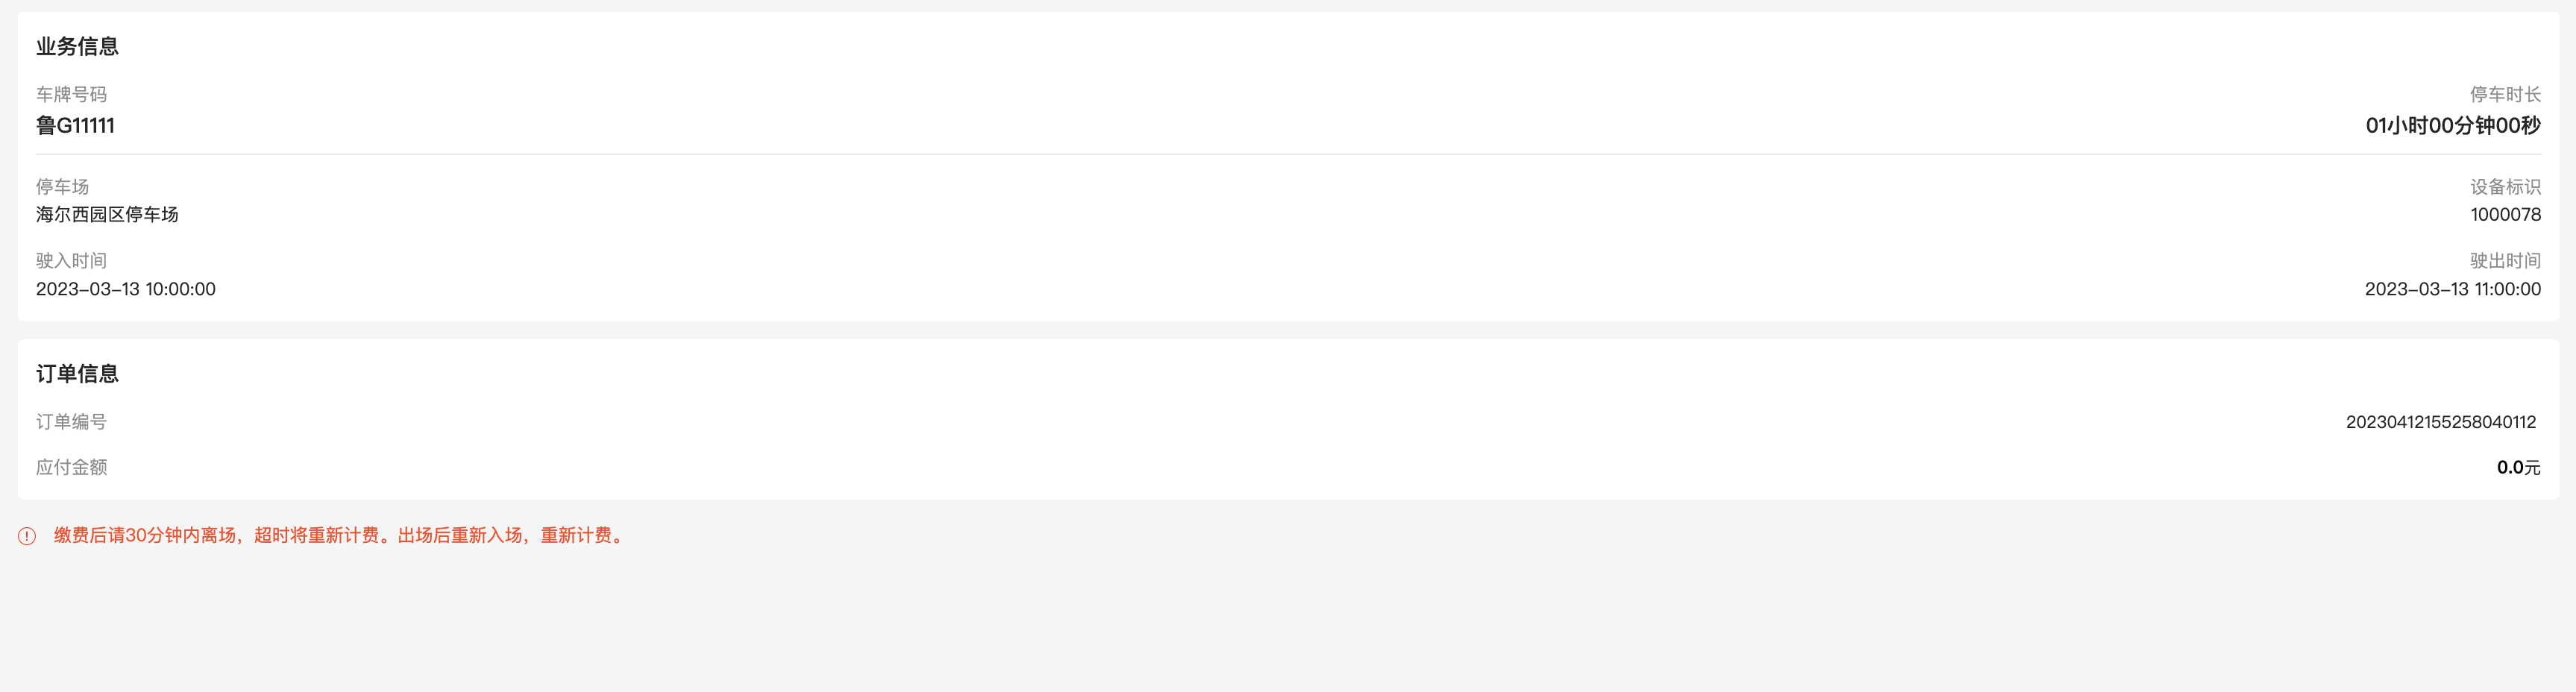 业务信息
车牌号码 停车时长
鲁G11111 01小时00分钟00秒
停车场 设备标识
海尔西园区停车场 1000078
驶入时间 驶出时间
2023-03-13 10:00:00 2023-03-13 11:00:00
订单信息
订单编号 20230412155258040112
应付金额 0.0元
缴费后请30分钟内离场，超时将重新计费。出场后重新入场，重新计费。